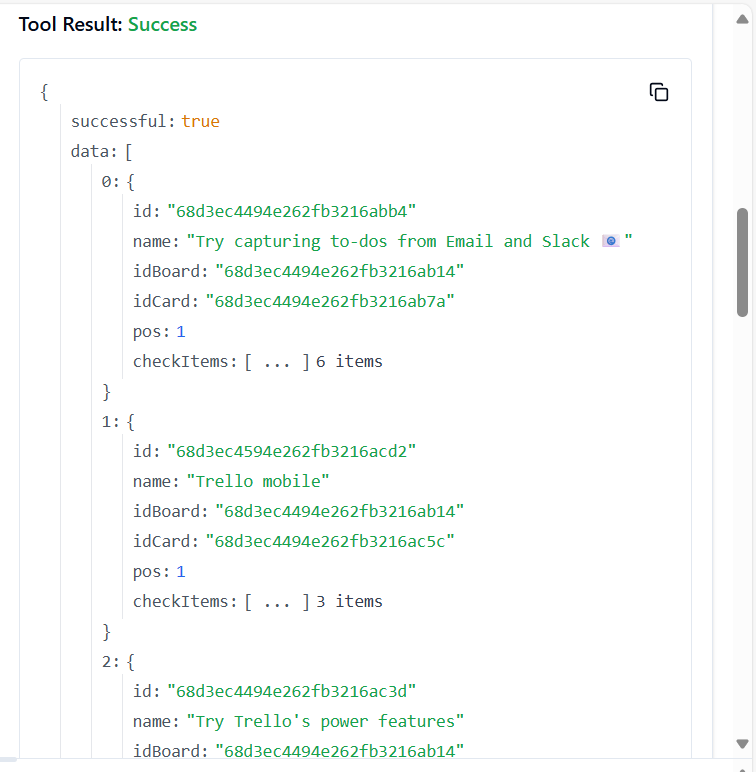 Tool Result: Success
{
successful: true
data: [
0: {
id: "68d3ec4494e262fb3216abb4"
name: "Try capturing to-dos from Email and Slack 📧"
idBoard: "68d3ec4494e262fb3216ab14"
idCard: "68d3ec4494e262fb3216ab7a"
pos: 1
checkItems: [ ... ] 6 items
}
1: {
id: "68d3ec4594e262fb3216acd2"
name: "Trello mobile"
idBoard: "68d3ec4494e262fb3216ab14"
idCard: "68d3ec4494e262fb3216ac5c"
pos: 1
checkItems: [ ... ] 3 items
}
2: {
id: "68d3ec4494e262fb3216ac3d"
name: "Try Trello's power features"
idBoard: "68d3ec4494e262fb3216ab14"